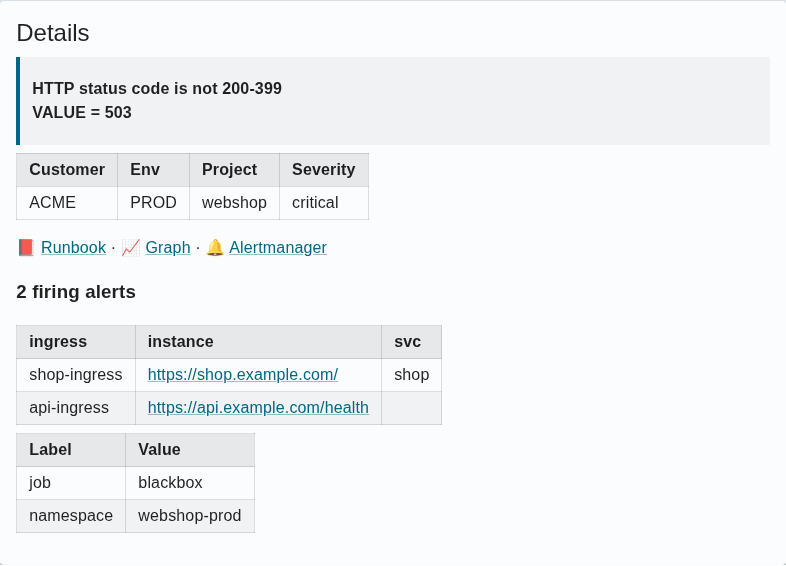 Details
HTTP status code is not 200-399
VALUE = 503
Customer Env Project Severity
ACME PROD webshop critical
📕 Runbook · 📈 Graph · 🔔 Alertmanager
2 firing alerts
ingress instance svc
shop-ingress https://shop.example.com/ shop
api-ingress https://api.example.com/health
Label Value
job blackbox
namespace webshop-prod